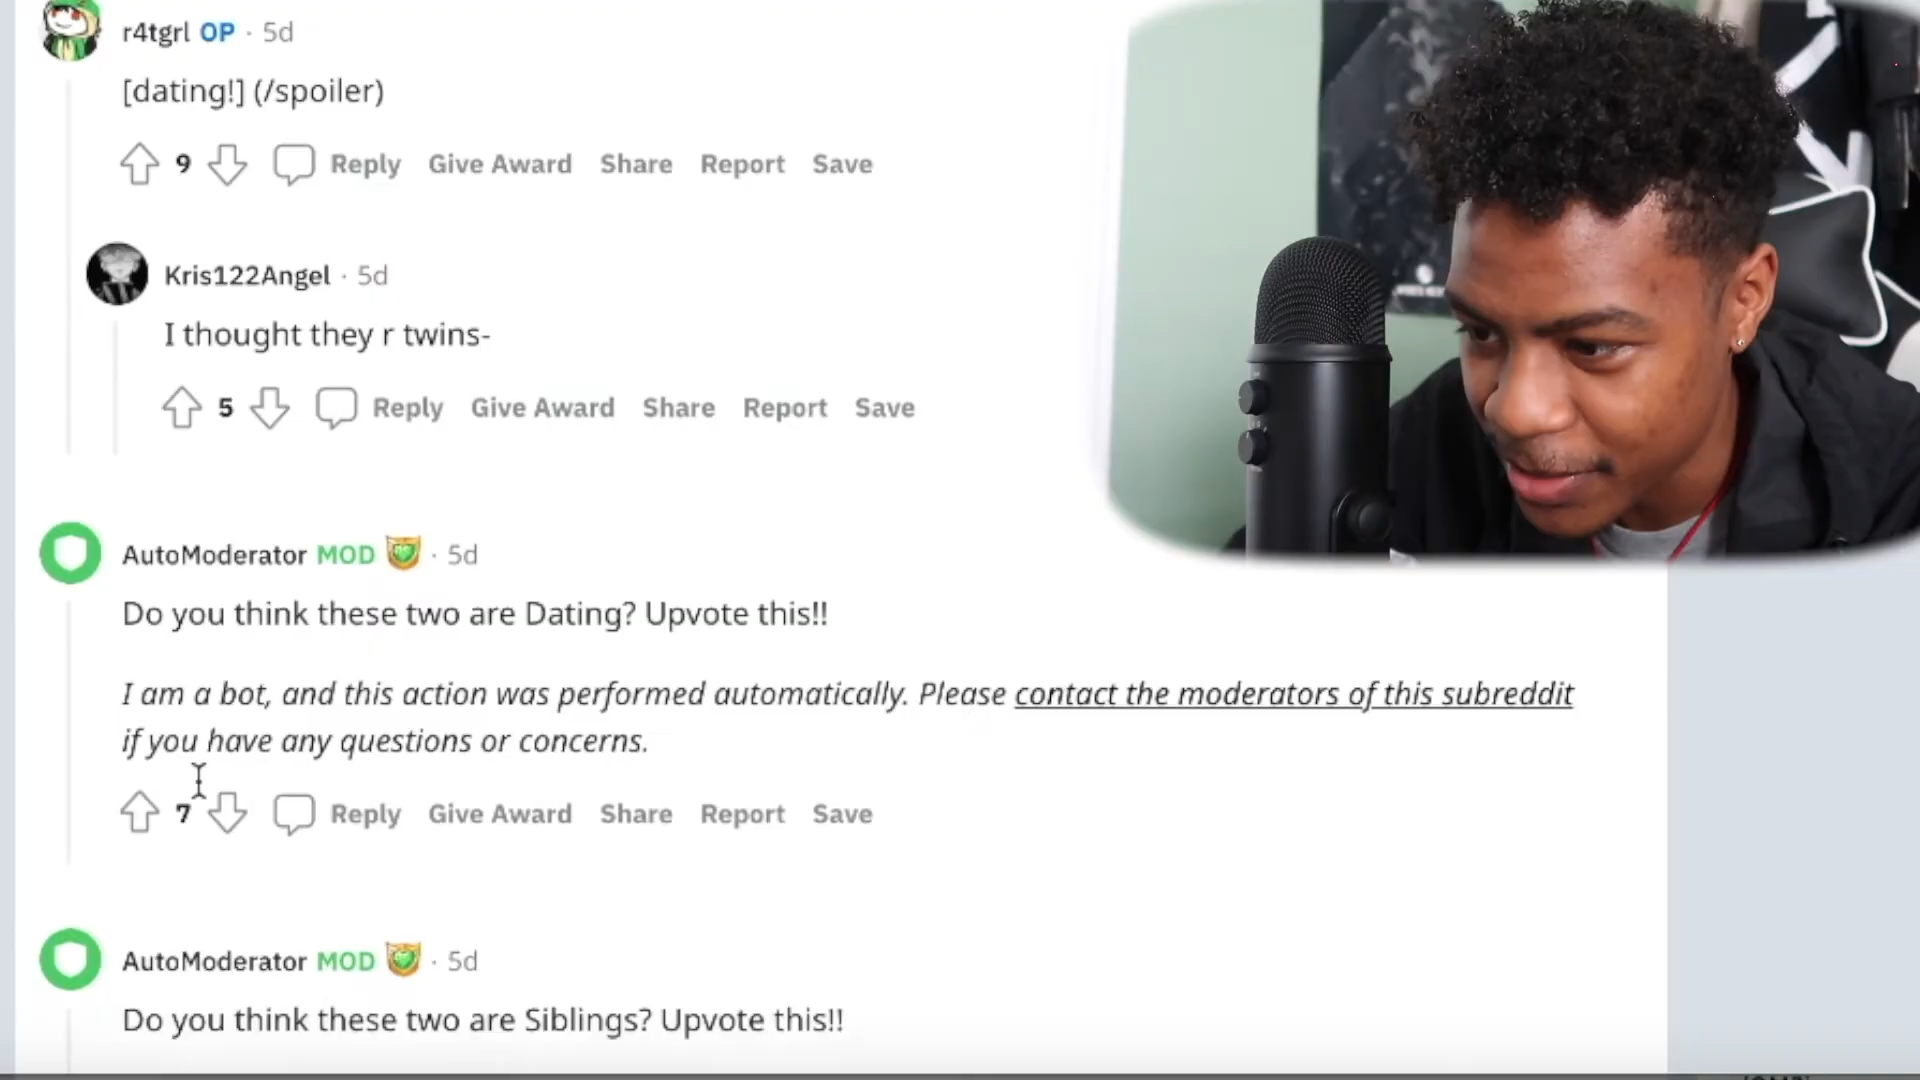 r4tgrl OP · 5d
[dating!] (/spoiler)
9 Reply Give Award Share Report Save
Kris122Angel · 5d
I thought they r twins-
5 Reply Give Award Share Report Save
AutoModerator MOD · 5d
Do you think these two are Dating? Upvote this!!
I am a bot, and this action was performed automatically. Please contact the moderators of this subreddit
if you have any questions or concerns.
7 Reply Give Award Share Report Save
AutoModerator MOD · 5d
Do you think these two are Siblings? Upvote this!!